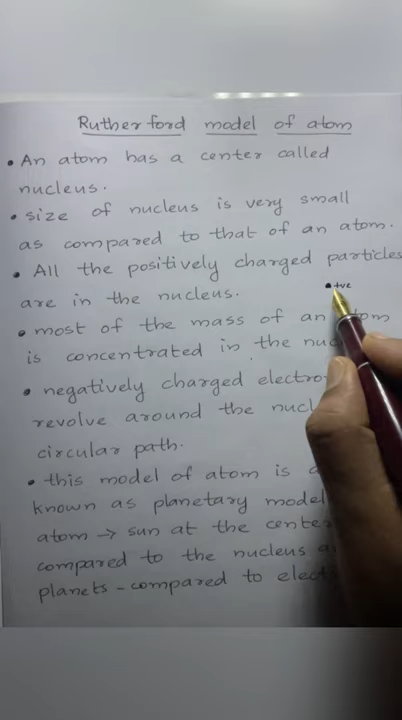 Rutherford model of atom
• An atom has a center called
nucleus.
• size of nucleus is very small
as compared to that of an atom.
• All the positively charged particles
are in the nucleus.
+ve
• most of the mass of an atom
is concentrated in the
• negatively charged
revolve around the
circular path.
• this model of atom is
known as planetary model
atom → sun at the center
compared to the nucleus
planets - compared to